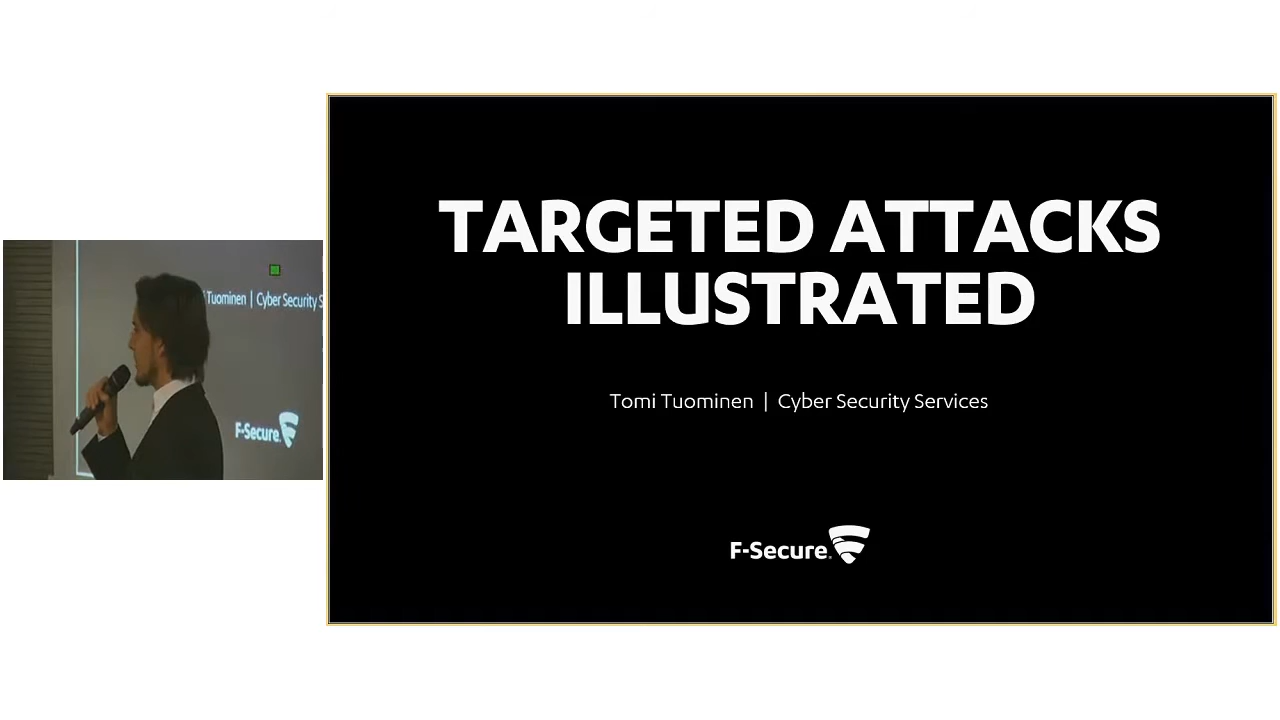 TARGETED ATTACKS
ILLUSTRATED
Tomi Tuominen | Cyber Security Services
F-Secure.
Tuominen | Cyber Security S
F-Secure.